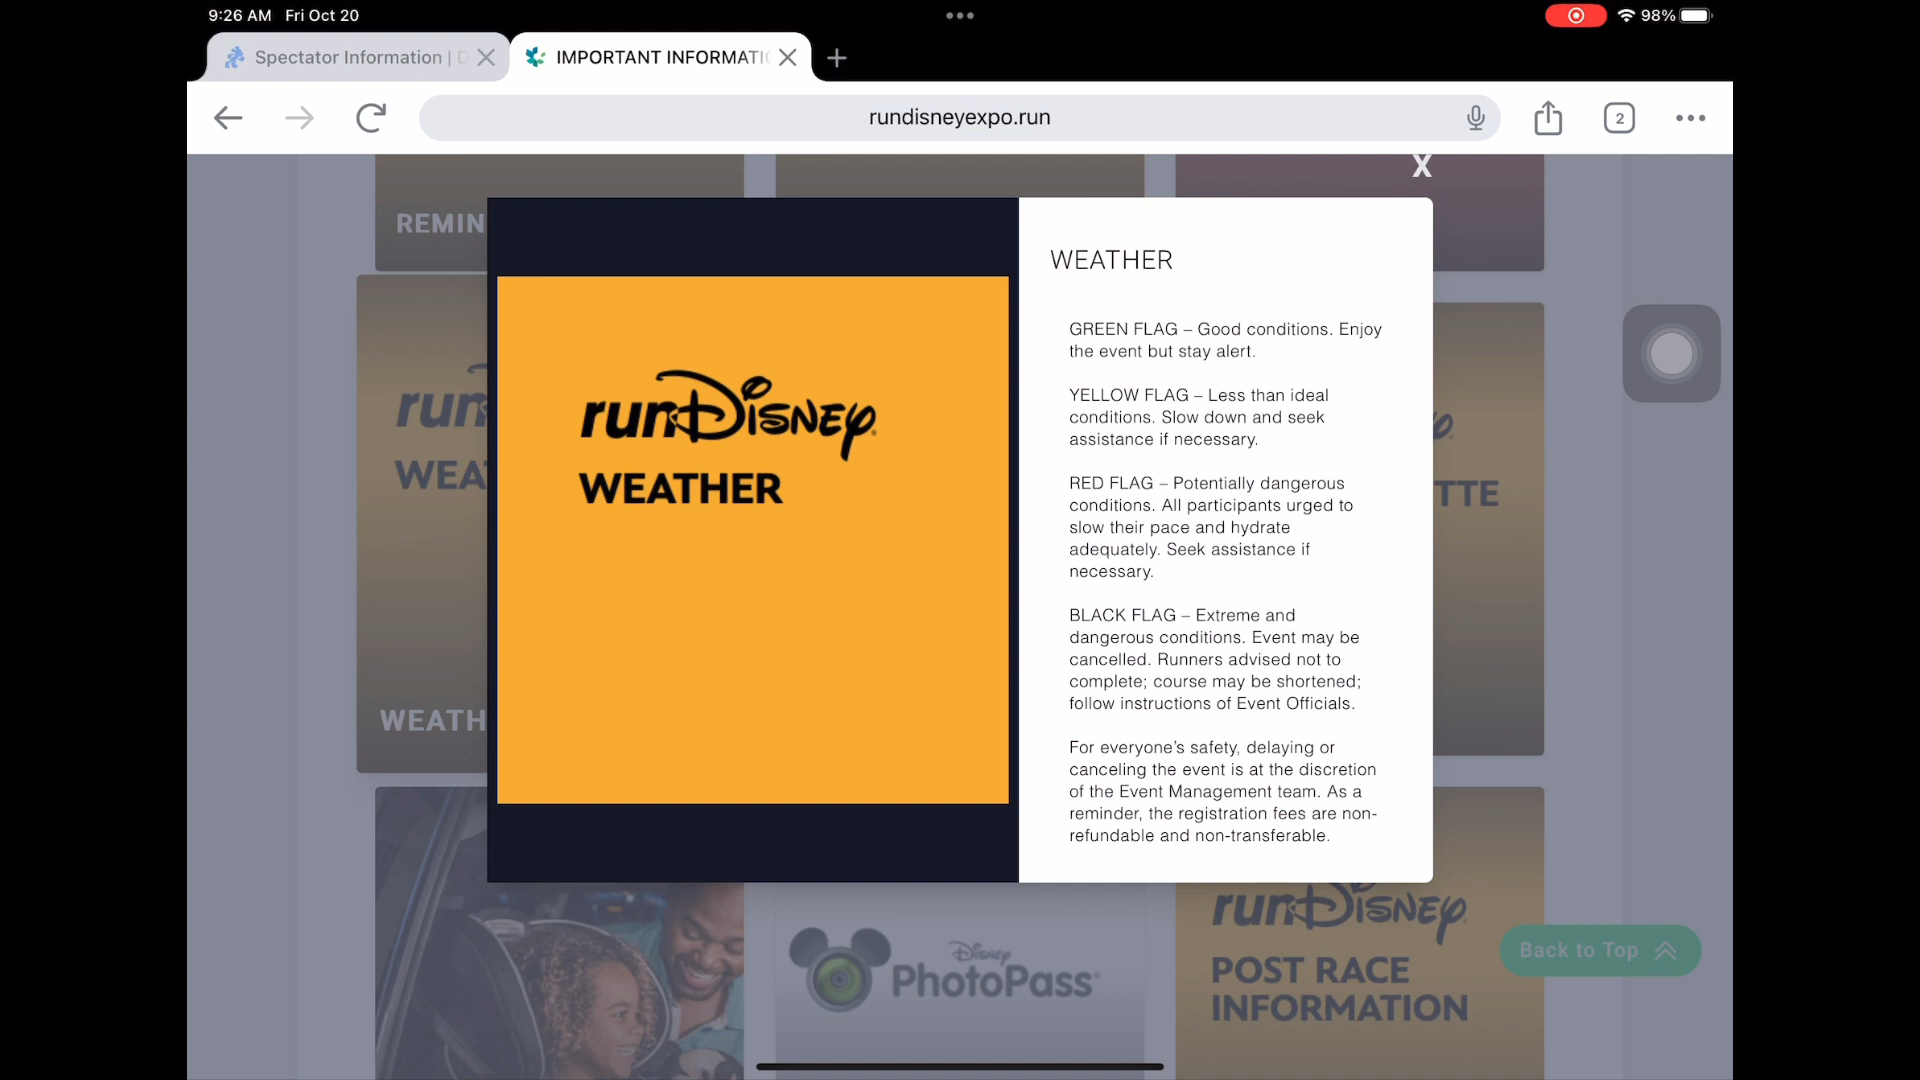 9:26 AM Fri Oct 20
98%
Spectator Information | D
IMPORTANT INFORMATIO
rundisneyexpo.run
2
X
REMIN
WEATHER
GREEN FLAG – Good conditions. Enjoy
the event but stay alert.
YELLOW FLAG – Less than ideal
conditions. Slow down and seek
assistance if necessary.
RED FLAG – Potentially dangerous
conditions. All participants urged to
slow their pace and hydrate
adequately. Seek assistance if
necessary.
BLACK FLAG – Extreme and
dangerous conditions. Event may be
cancelled. Runners advised not to
complete; course may be shortened;
follow instructions of Event Officials.
For everyone's safety, delaying or
canceling the event is at the discretion
of the Event Management team. As a
reminder, the registration fees are non-
refundable and non-transferable.
runDisney
WEATHER
run
WEAT
WEATH
TTE
Disney
PhotoPass
runDisney
POST RACE
INFORMATION
Back to Top